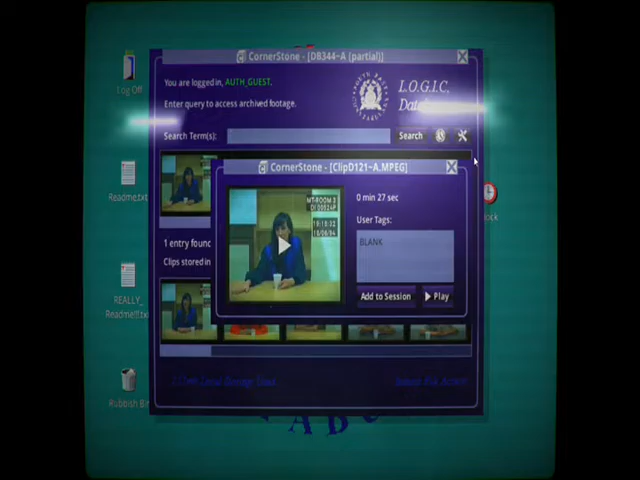 CornerStone - [DB344~A (partial)]
Log Off
You are logged in, AUTH_GUEST.
Enter query to access archived footage.
L.O.G.I.C.
Search Term(s):
Search
CornerStone - [ClipD121~A.MPEG]
Readme.txt
0 min 27 sec
User Tags:
BLANK
1 entry found
Clips stored in
Add to Session
Play
REALLY_
Readme!!!.txt
Rubbish